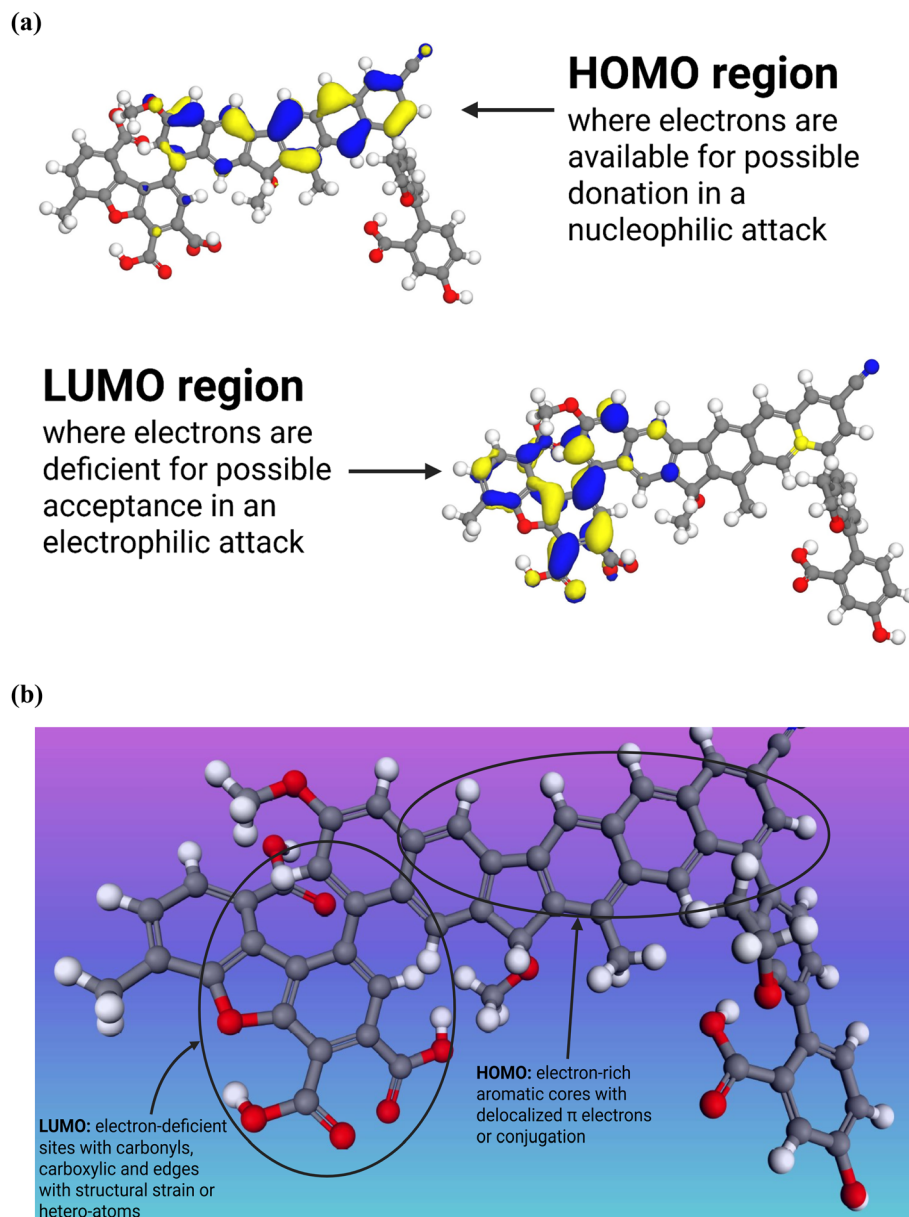 (a)
HOMO region
where electrons are
available for possible
donation in a
nucleophilic attack
LUMO region
where electrons are
deficient for possible
acceptance in an
electrophilic attack
(b)
HOMO: electron-rich
aromatic cores with
delocalized π electrons
or conjugation
LUMO: electron-deficient
sites with carbonyls,
carboxylic and edges
with structural strain or
hetero-atoms